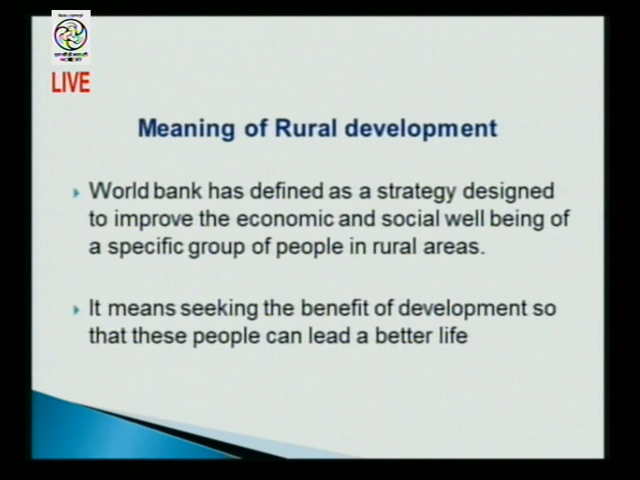 NCERT
LIVE
Meaning of Rural development
World bank has defined as a strategy designed
to improve the economic and social well being of
a specific group of people in rural areas.
It means seeking the benefit of development so
that these people can lead a better life